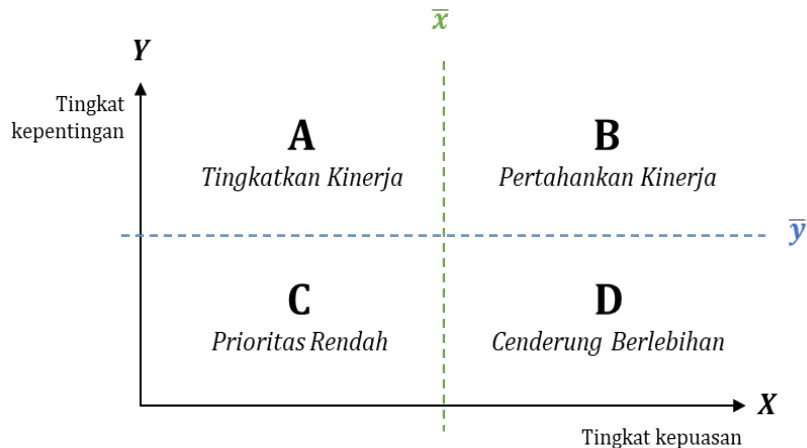 x̅
Y
Tingkat
kepentingan
A
Tingkatkan Kinerja
B
Pertahankan Kinerja
y̅
C
Prioritas Rendah
D
Cenderung Berlebihan
X
Tingkat kepuasan